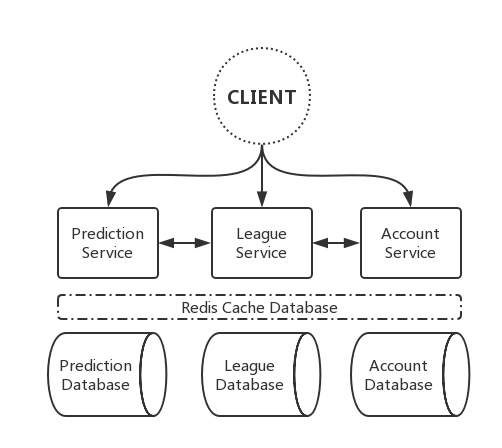 CLIENT
Prediction
Service
League
Service
Account
Service
Redis Cache Database
Prediction
Database
League
Database
Account
Database